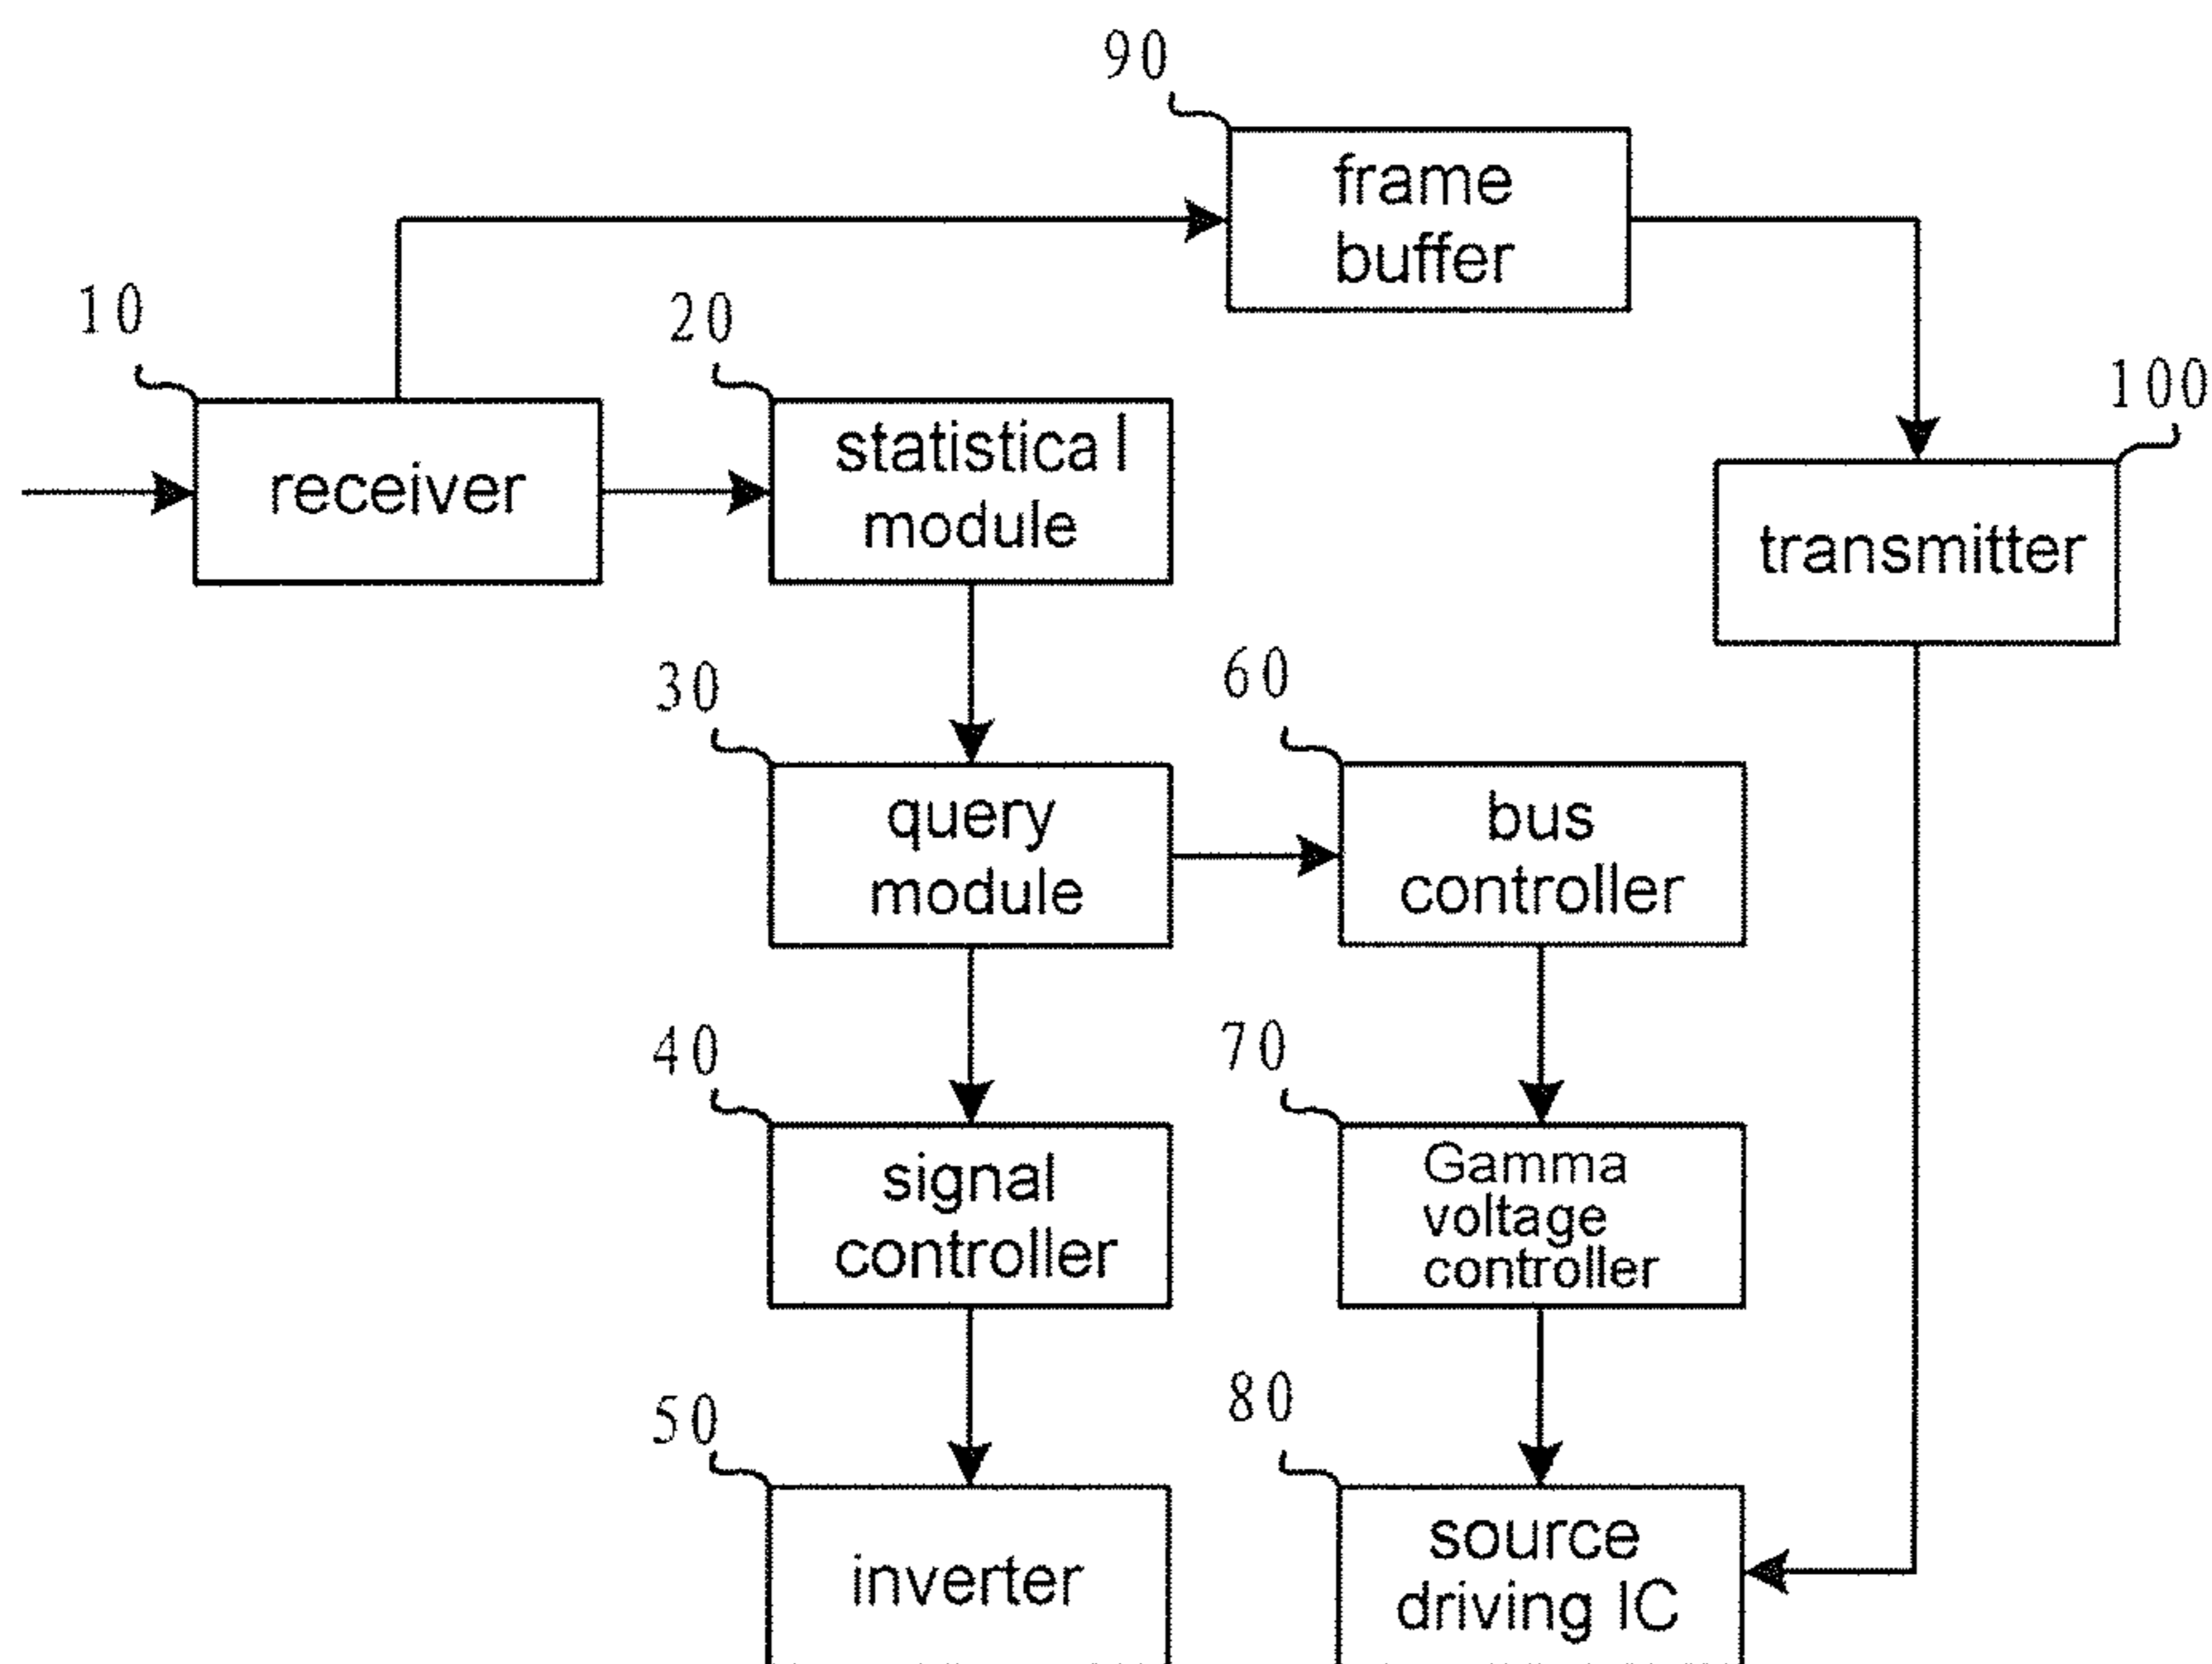 90
frame
buffer
10
20
100
receiver
statistical
module
transmitter
30
60
query
module
bus
controller
40
70
signal
controller
Gamma
voltage
controller
50
80
inverter
source
driving IC